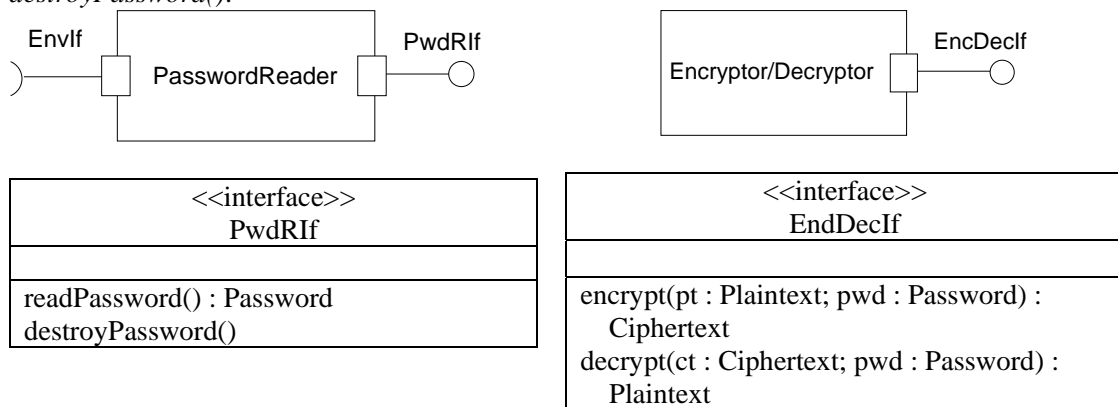 destroyPassword().
EnvIf
PwdRIf
PasswordReader
EncDecIf
Encryptor/Decryptor
<<interface>>
PwdRIf
readPassword() : Password
destroyPassword()
<<interface>>
EndDecIf
encrypt(pt : Plaintext; pwd : Password) :
Ciphertext
decrypt(ct : Ciphertext; pwd : Password) :
Plaintext